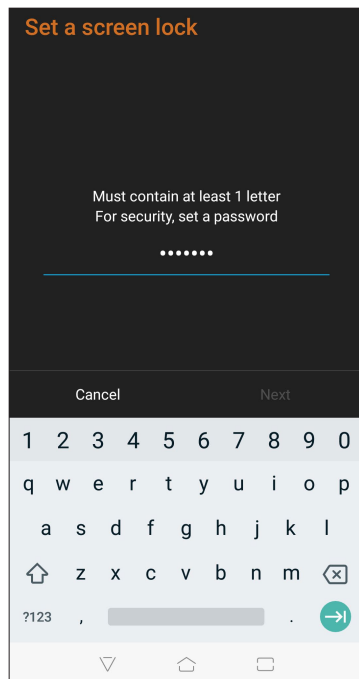 Set a screen lock
Must contain at least 1 letter
For security, set a password
•••••••
Cancel Next
1 2 3 4 5 6 7 8 9 0
q w e r t y u i o p
a s d f g h j k l
z x c v b n m
?123 , .